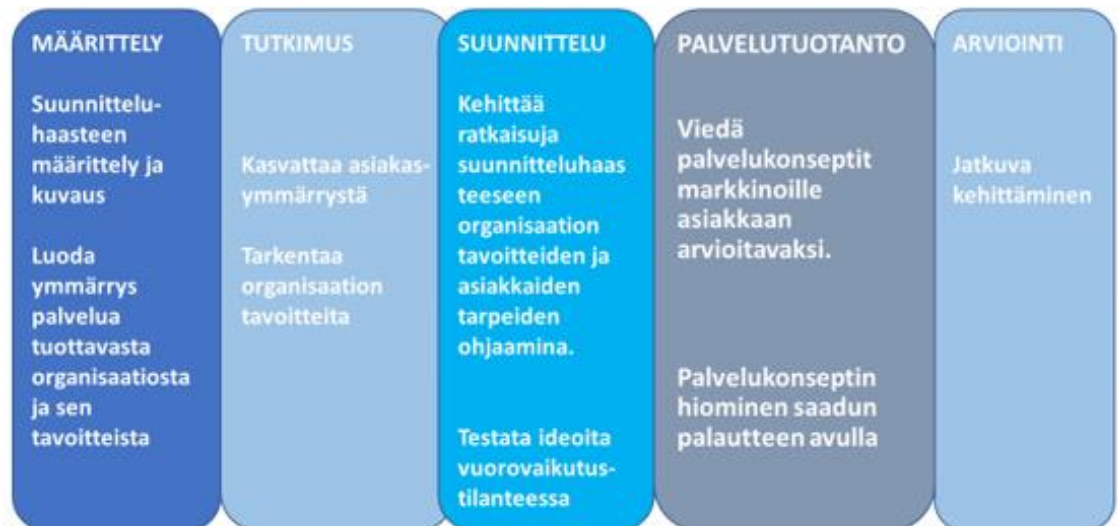 MÄÄRITTELY
Suunnittelu-
haasteen
määrittely ja
kuvaus
Luoda
ymmärrys
palvelua
tuottavasta
organisaatiosta
ja sen
tavoitteista
TUTKIMUS
Kasvattaa asiakas-
ymmärrystä
Tarkentaa
organisaation
tavoitteita
SUUNNITTELU
Kehittää
ratkaisuja
suunnitteluhaas
teeseen
organisaation
tavoitteiden ja
asiakkaiden
tarpeiden
ohjaamina.
Testata ideoita
vuorovaikutus-
tilanteessa
PALVELUTUOTANTO
Viedä
palvelukonseptit
markkinoille
asiakkaan
arvioitavaksi.
Palvelukonseptin
hiominen saadun
palautteen avulla
ARVIOINTI
Jatkuva
kehittäminen